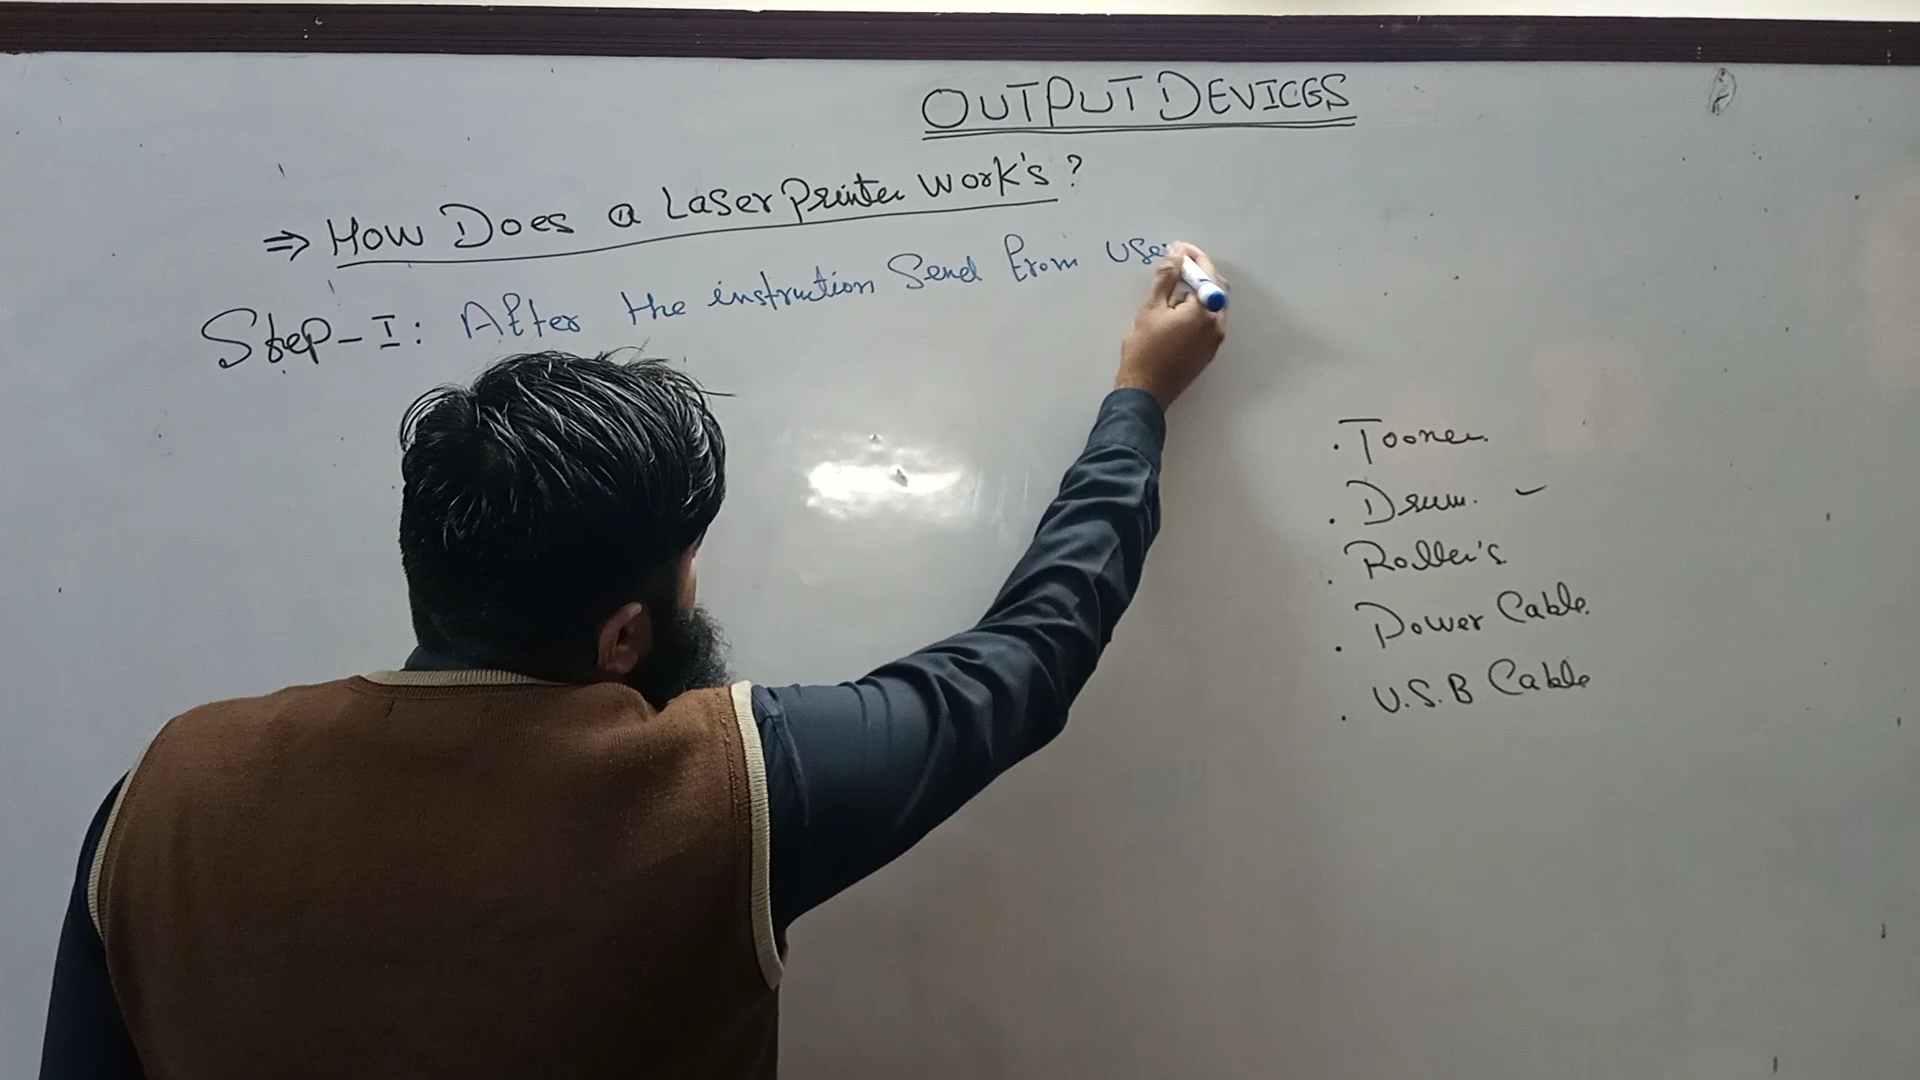 OUTPUT DEVICES
⇒ How Does a Laser Printer Work's ?
Step-I: After the instruction Send From use
. Tooner
. Drum.
. Roller's
. Power Cable.
. U.S.B Cable